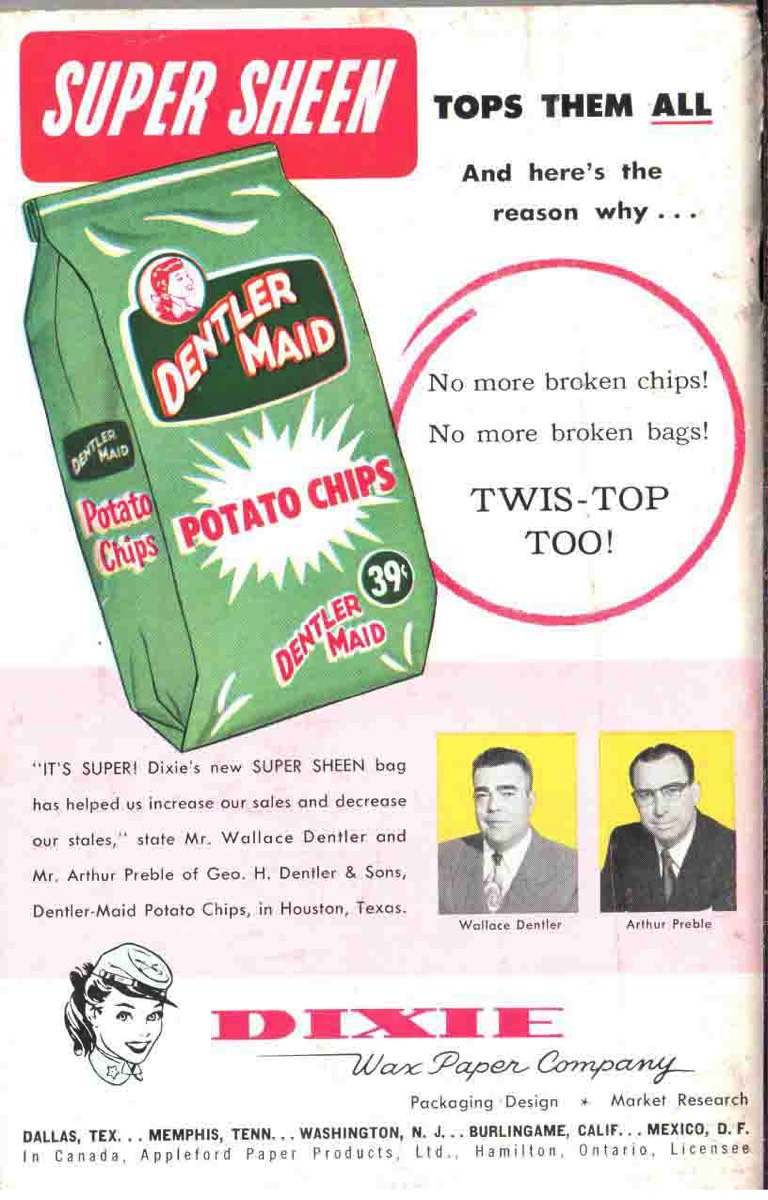 SUPER SHEEN
TOPS THEM ALL
And here's the
reason why...
DENTLER
MAID
POTATO CHIPS
39¢
DENTLER
MAID
DENTLER
MAID
Potato
Chips
No more broken chips!
No more broken bags!
TWIS-TOP
TOO!
"IT'S SUPER! Dixie's new SUPER SHEEN bag
has helped us increase our sales and decrease
our stales," state Mr. Wallace Dentler and
Mr. Arthur Preble of Geo. H. Dentler & Sons,
Dentler-Maid Potato Chips, in Houston, Texas.
Wallace Dentler
Arthur Preble
DIXIE
Wax Paper Company
Packaging Design * Market Research
DALLAS, TEX... MEMPHIS, TENN... WASHINGTON, N. J... BURLINGAME, CALIF... MEXICO, D. F.
In Canada, Appleford Paper Products, Ltd., Hamilton, Ontario, Licensee